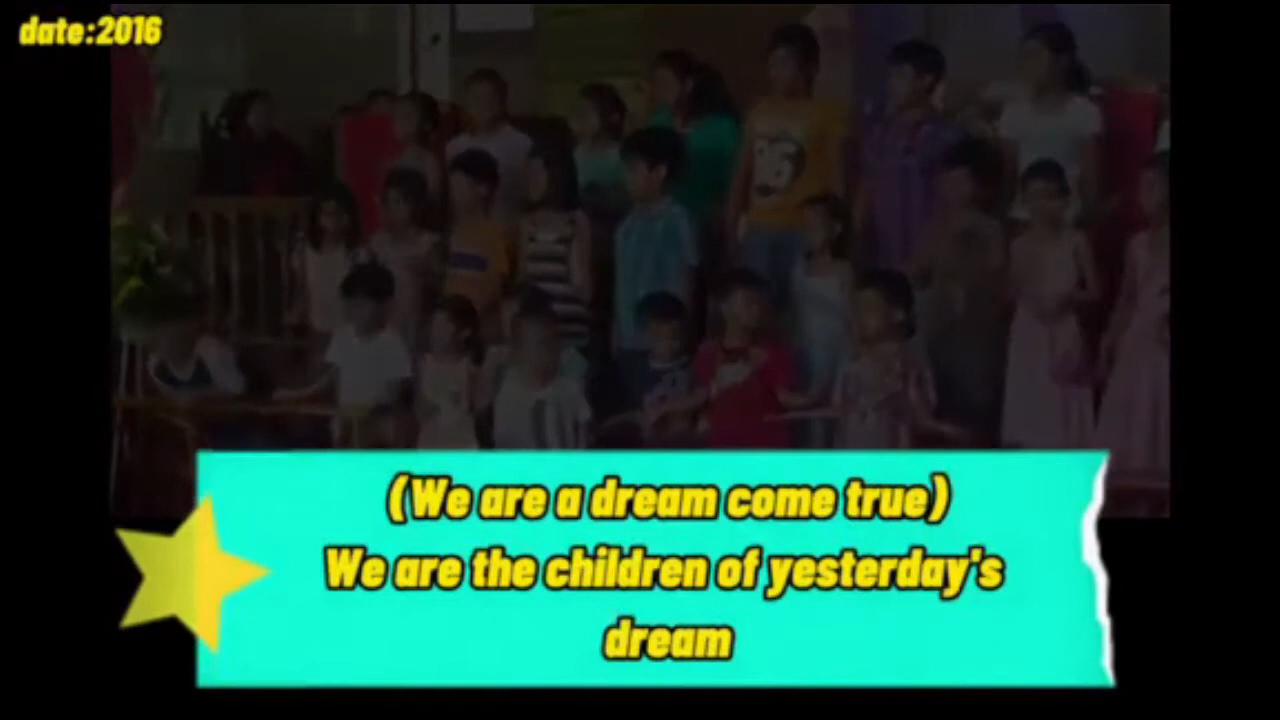 date:2016
(We are a dream come true)
We are the children of yesterday's
dream